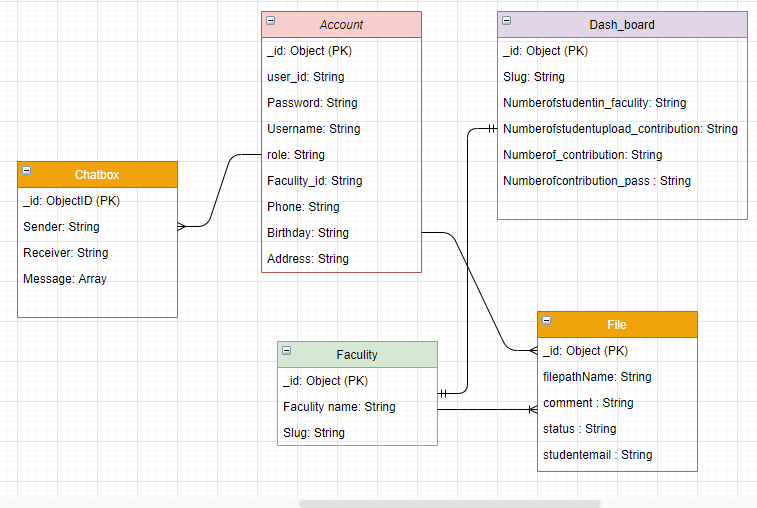 Account
_id: Object (PK)
user_id: String
Password: String
Username: String
role: String
Faculity_id: String
Phone: String
Birthday: String
Address: String
Dash_board
_id: Object (PK)
Slug: String
Numberofstudentin_faculity: String
Numberofstudentupload_contribution: String
Numberof_contribution: String
Numberofcontribution_pass : String
Chatbox
_id: ObjectID (PK)
Sender: String
Receiver: String
Message: Array
Faculity
_id: Object (PK)
Faculity name: String
Slug: String
File
_id: Object (PK)
filepathName: String
comment : String
status : String
studentemail : String